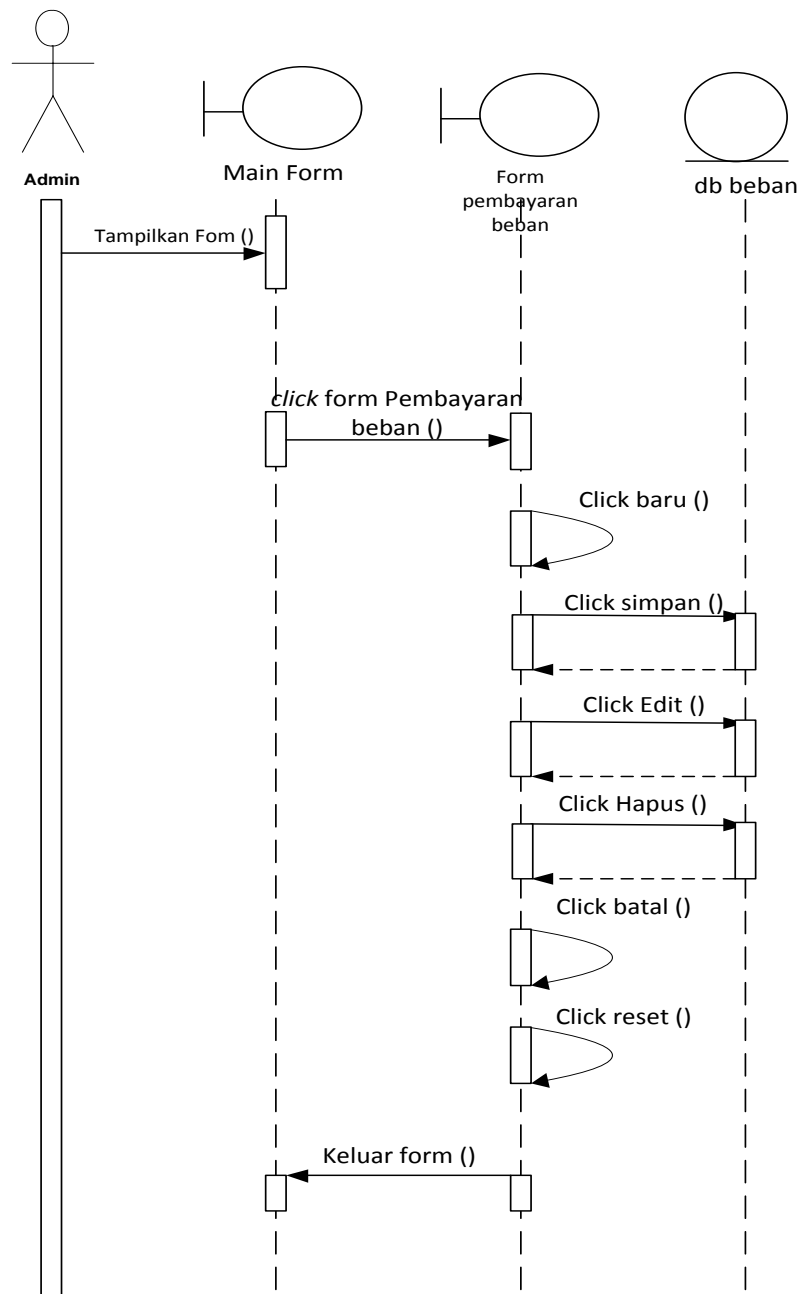 Admin
Main Form
Form
pembayaran
beban
db beban
Tampilkan Fom ()
click form Pembayaran
beban ()
Click baru ()
Click simpan ()
Click Edit ()
Click Hapus ()
Click batal ()
Click reset ()
Keluar form ()